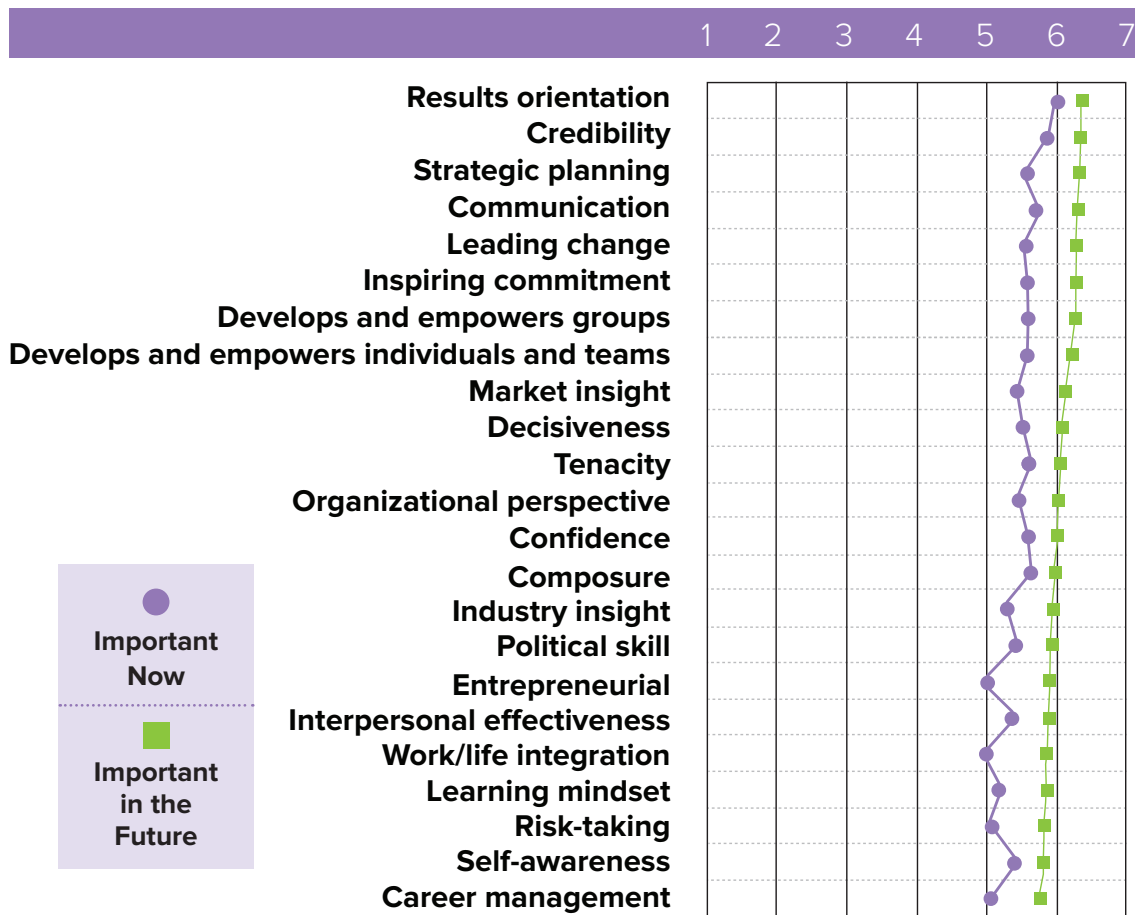 1 2 3 4 5 6 7
Results orientation
Credibility
Strategic planning
Communication
Leading change
Inspiring commitment
Develops and empowers groups
Develops and empowers individuals and teams
Market insight
Decisiveness
Tenacity
Organizational perspective
Confidence
Composure
Industry insight
Political skill
Entrepreneurial
Interpersonal effectiveness
Work/life integration
Learning mindset
Risk-taking
Self-awareness
Career management
Important
Now
Important
in the
Future